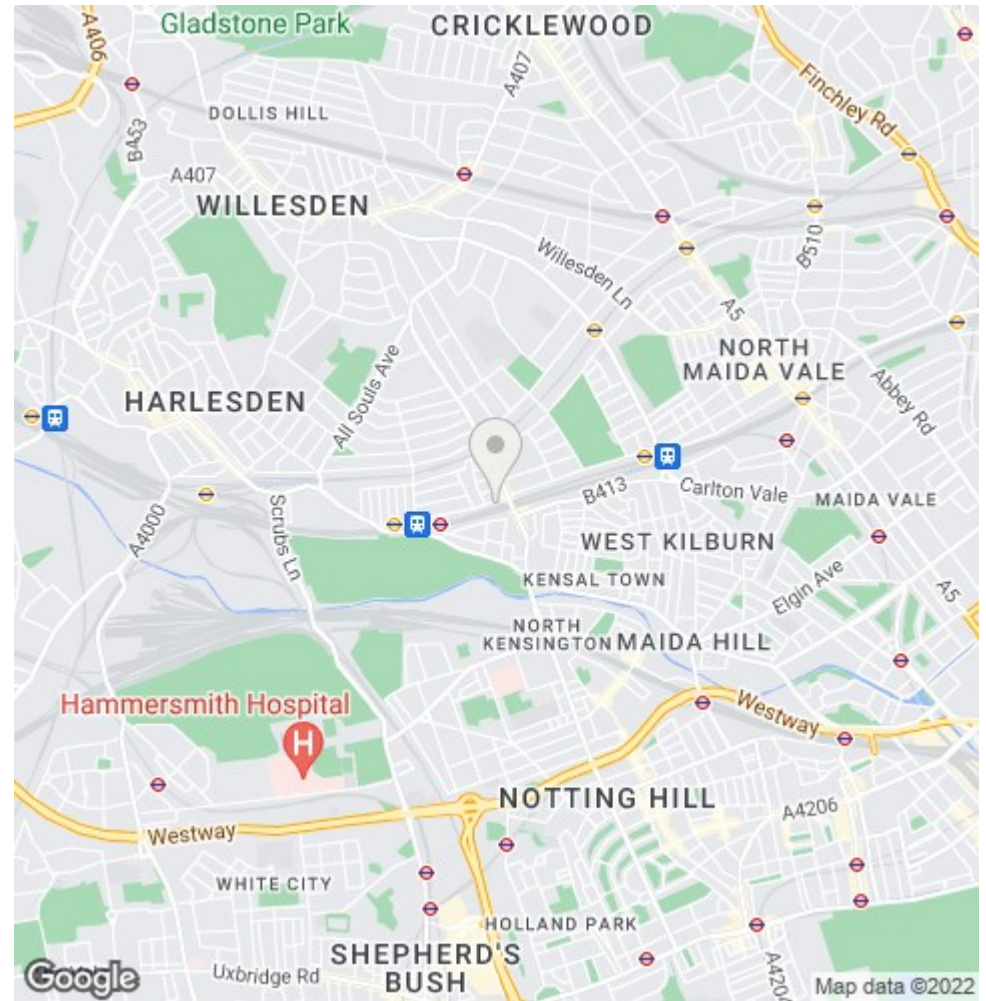 Gladstone Park
CRICKLEWOOD
A406
A407
Finchley Rd
DOLLIS HILL
B453
A407
WILLESDEN
B510
Willesden Ln
A5
NORTH
MAIDA VALE
All Souls Ave
Abbey Rd
HARLESDEN
B413
Carlton Vale
MAIDA VALE
A4000
Scrubs Ln
WEST KILBURN
KENSAL TOWN
Elgin Ave
A5
NORTH
KENSINGTON
MAIDA HILL
Hammersmith Hospital
H
Westway
NOTTING HILL
A4206
Westway
WHITE CITY
HOLLAND PARK
SHEPHERD'S
BUSH
Uxbridge Rd
A4204
Google
Map data ©2022